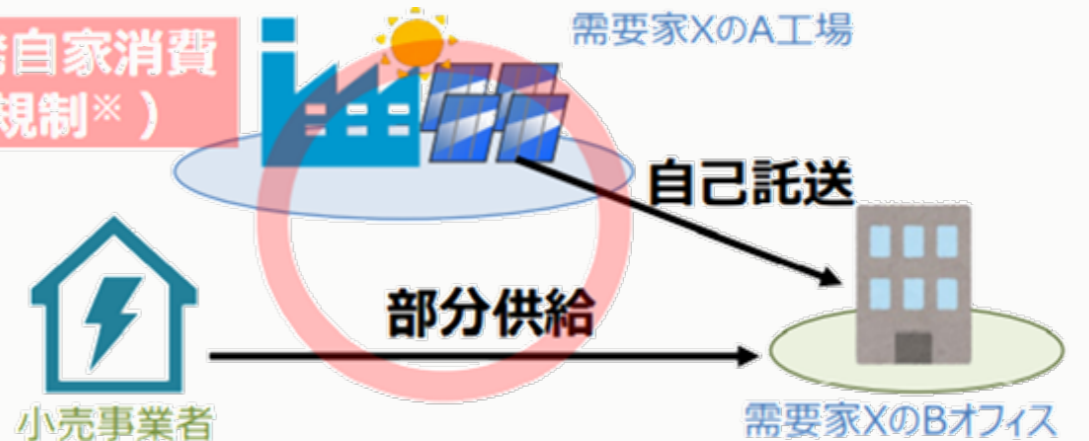 自家消費
規制※）
需要家XのA工場
自己託送
部分供給
小売事業者
需要家XのBオフィス